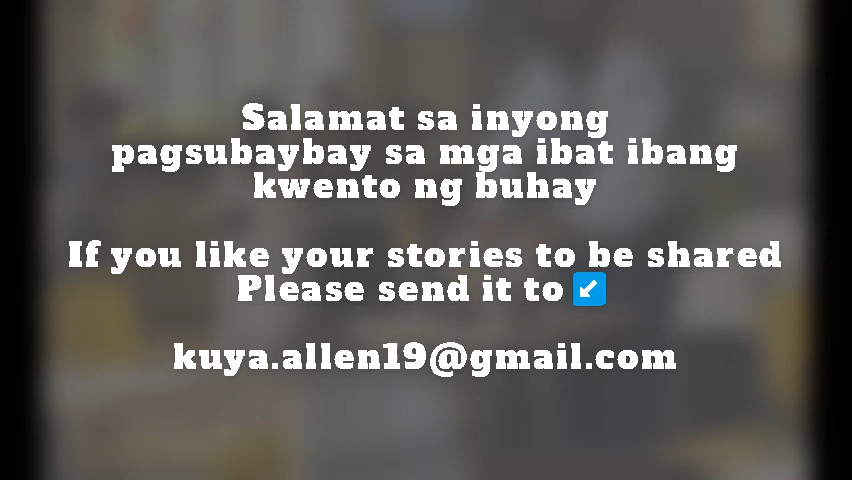 Salamat sa inyong
pagsubaybay sa mga ibat ibang
kwento ng buhay
If you like your stories to be shared
Please send it to ↙️
kuya.allen19@gmail.com